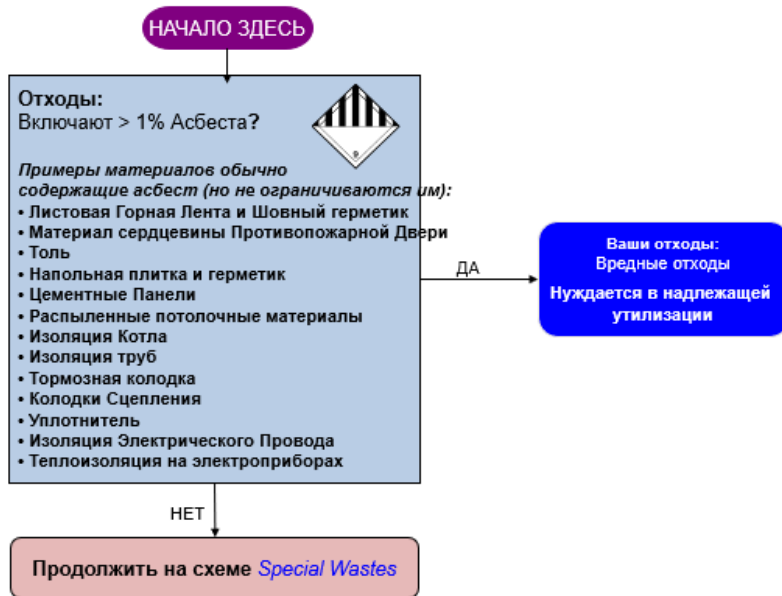 НАЧАЛО ЗДЕСЬ
Отходы:
Включают > 1% Асбеста?
9
Примеры материалов обычно
содержащие асбест (но не ограничиваются им):
• Листовая Горная Лента и Шовный герметик
• Материал сердцевины Противопожарной Двери
• Толь
• Напольная плитка и герметик
• Цементные Панели
• Распыленные потолочные материалы
• Изоляция Котла
• Изоляция труб
• Тормозная колодка
• Колодки Сцепления
• Уплотнитель
• Изоляция Электрического Провода
• Теплоизоляция на электроприборах
ДА
Ваши отходы:
Вредные отходы
Нуждается в надлежащей
утилизации
НЕТ
Продолжить на схеме Special Wastes